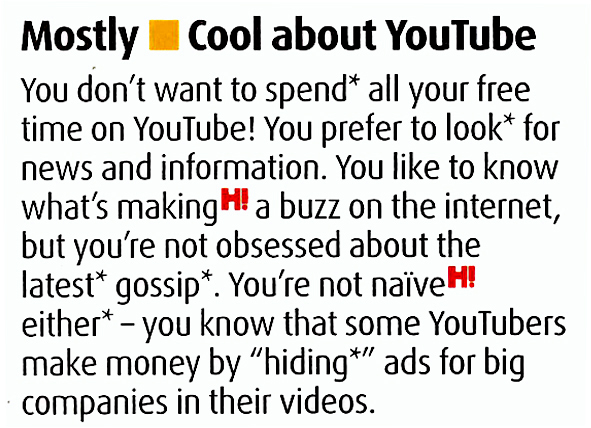 Mostly ■ Cool about YouTube
You don't want to spend* all your free
time on YouTube! You prefer to look* for
news and information. You like to know
what's making H! a buzz on the internet,
but you're not obsessed about the
latest* gossip*. You're not naïve H!
either* – you know that some YouTubers
make money by “hiding*” ads for big
companies in their videos.